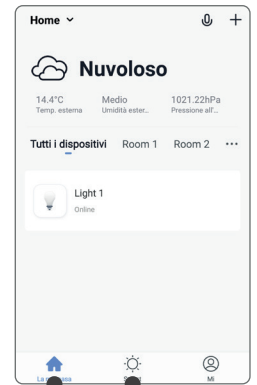 Home
Nuvoloso
14.4°C Medio 1021.22hPa
Temp. esterna Umidità ester... Pressione all'...
Tutti i dispositivi Room 1 Room 2 ...
Light 1
Online
Mi